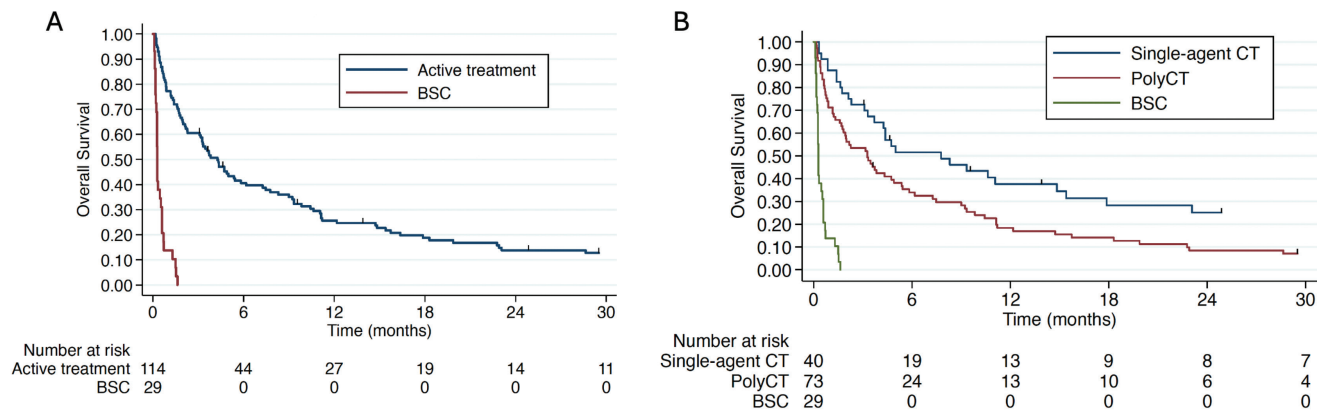 A
Overall Survival
1.00
0.90
0.80
0.70
0.60
0.50
0.40
0.30
0.20
0.10
0.00
Active treatment
BSC
0 6 12 18 24 30
Time (months)
Number at risk
Active treatment 114 44 27 19 14 11
BSC 29 0 0 0 0 0
B
Overall Survival
1.00
0.90
0.80
0.70
0.60
0.50
0.40
0.30
0.20
0.10
0.00
Single-agent CT
PolyCT
BSC
0 6 12 18 24 30
Time (months)
Number at risk
Single-agent CT 40 19 13 9 8 7
PolyCT 73 24 13 10 6 4
BSC 29 0 0 0 0 0